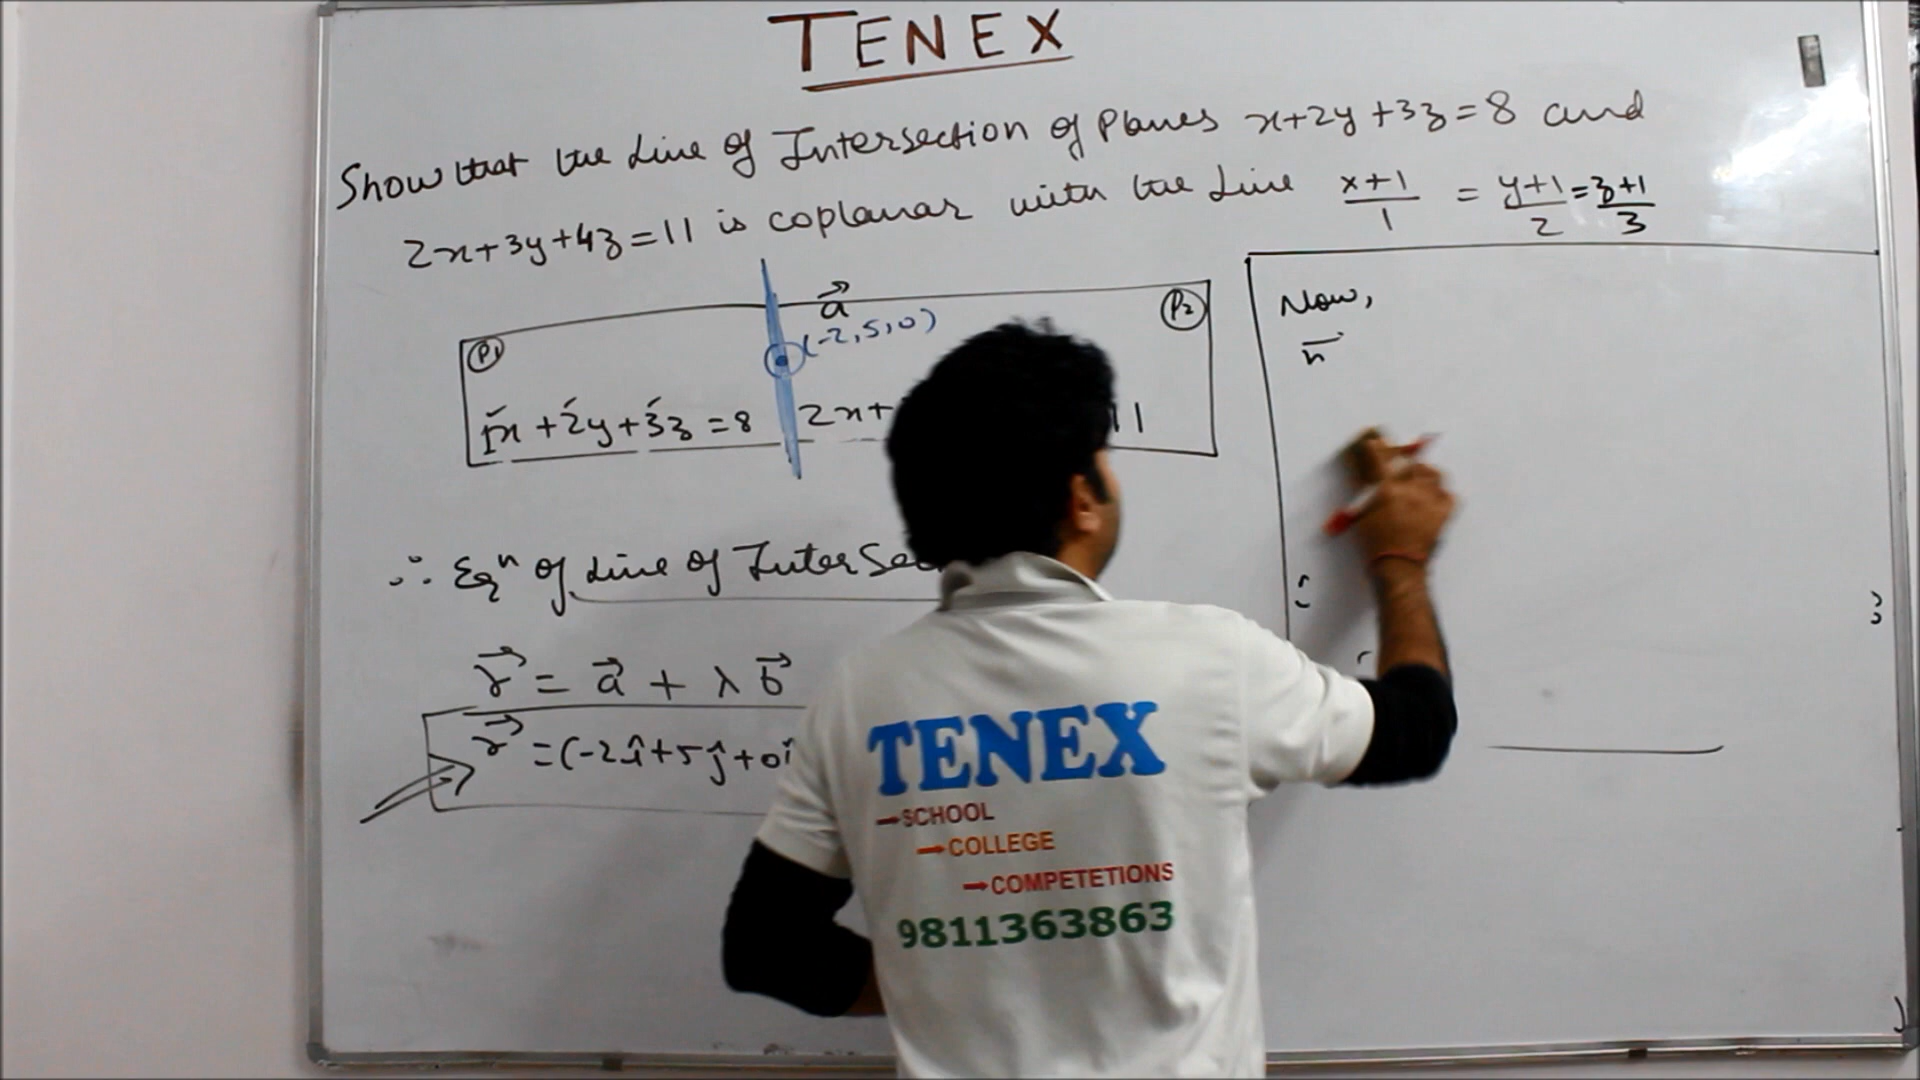 TENEX
Show that the Line of Intersection of Planes x+2y+3z=8 and
2x+3y+4z=11 is coplanar with the Line x+1/1 = y+1/2 = z+1/3
Now,
a⃗
P1
P2
(-2,5,0)
n
1x+2y+3z=8
2x+
11
∴ Eqⁿ of Line of InterSec
r⃗ = a⃗ + λ b⃗
r⃗ = (-2î+5ĵ+0
TENEX
SCHOOL
COLLEGE
COMPETETIONS
9811363863